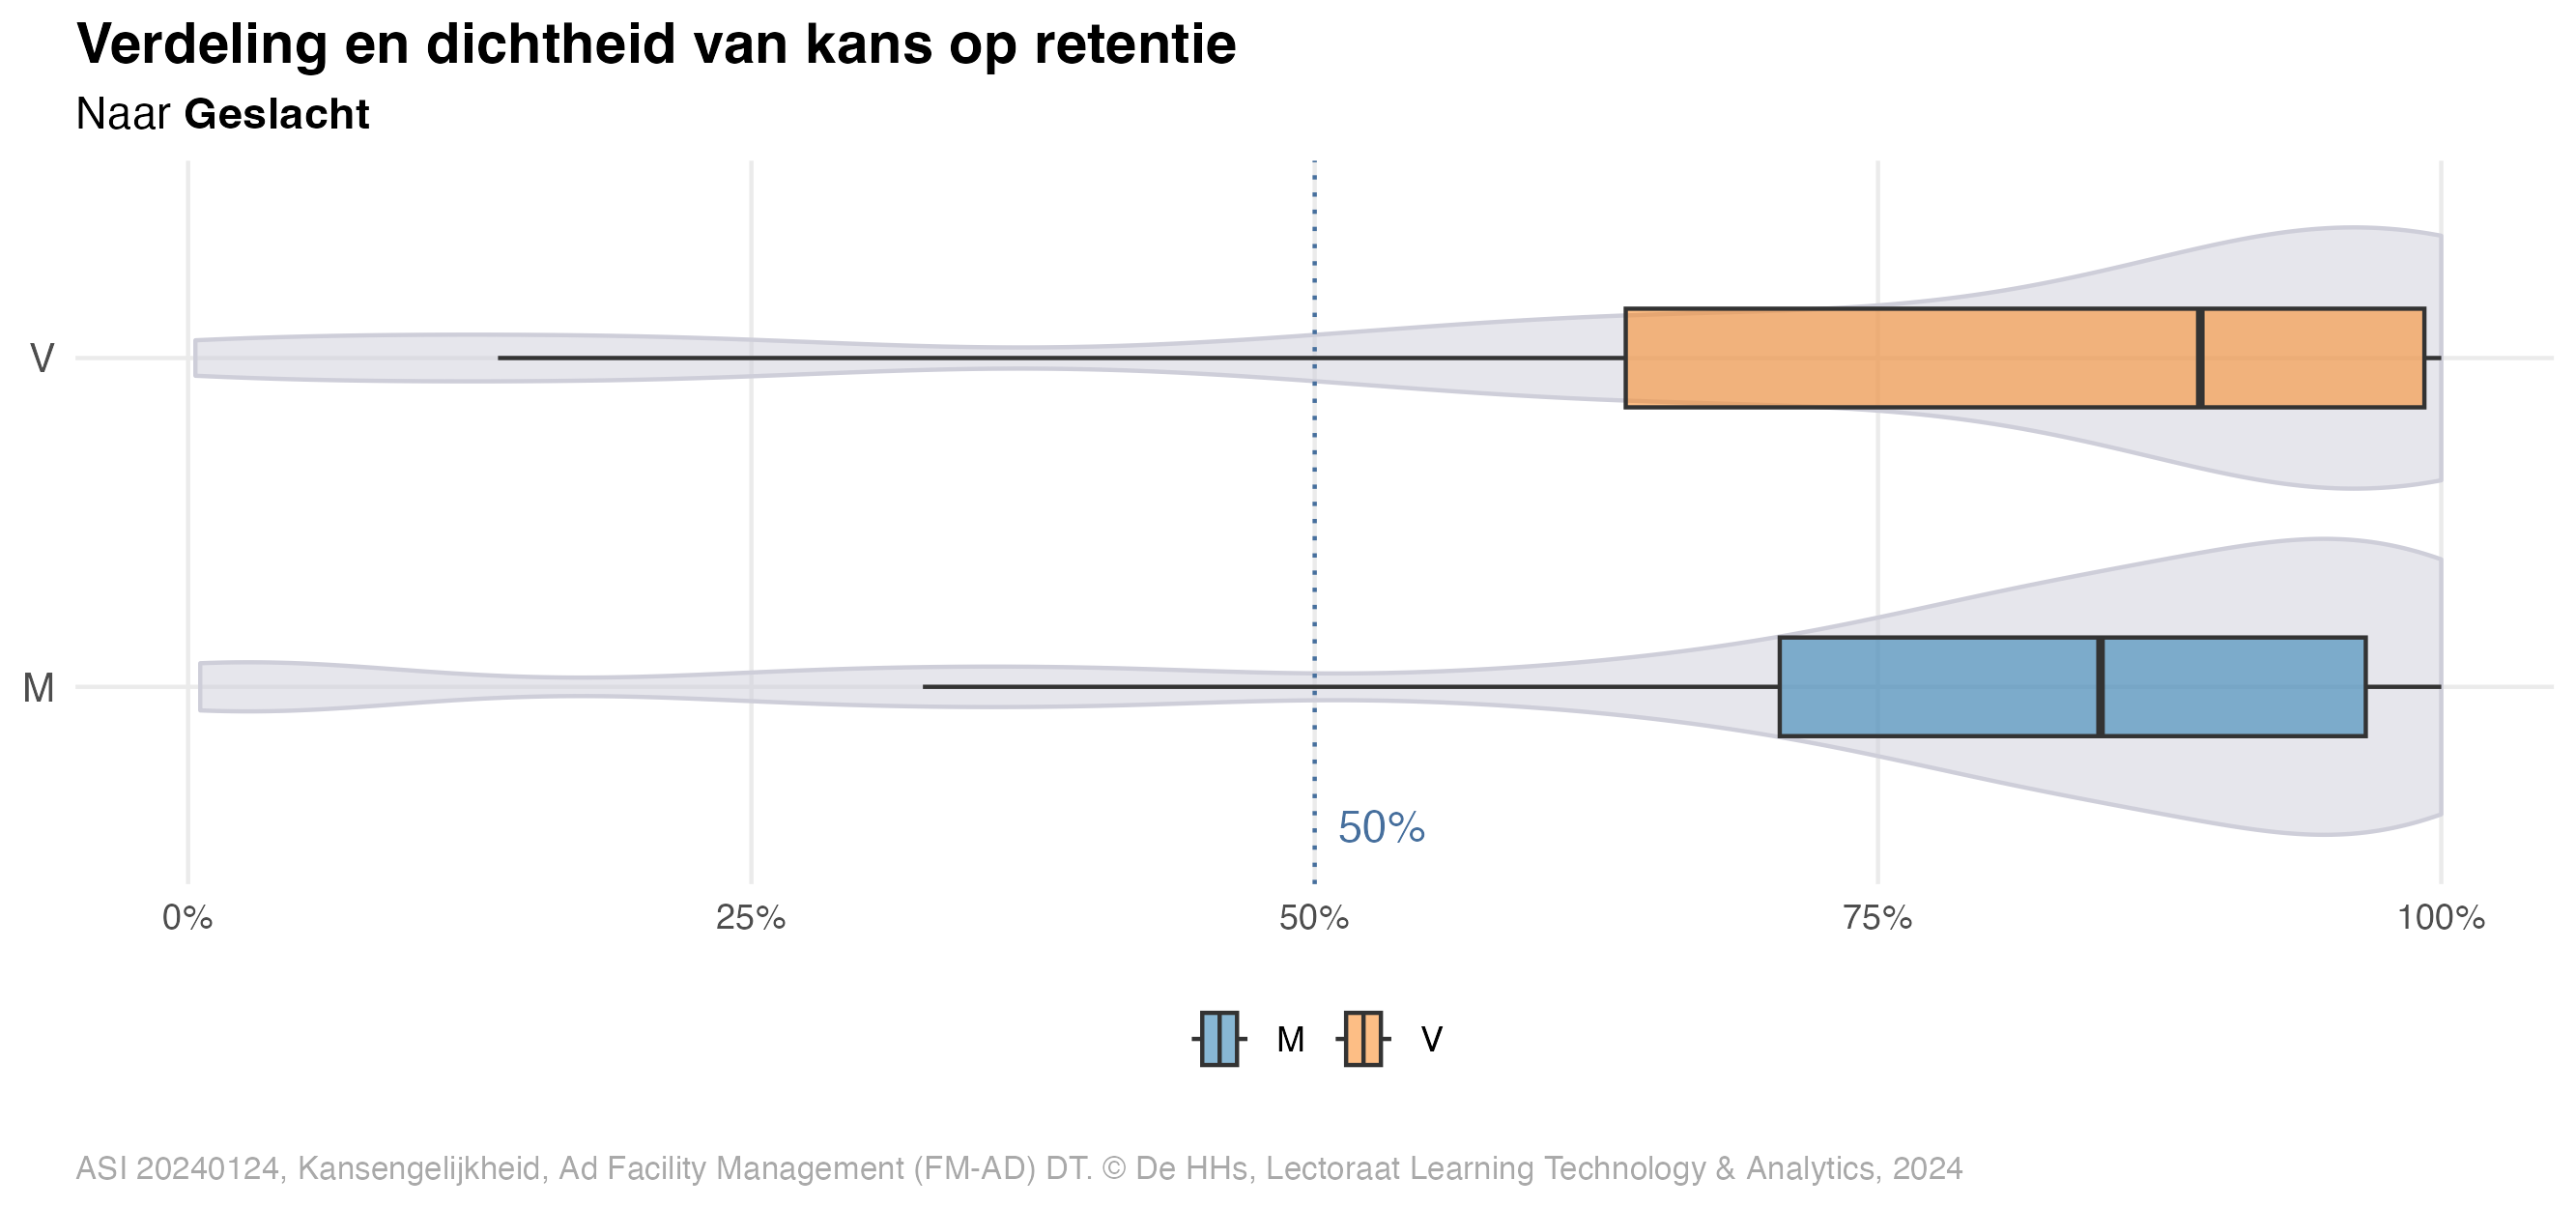 Verdeling en dichtheid van kans op retentie
Naar Geslacht
V
M
50%
0% 25% 50% 75% 100%
M V
ASI 20240124, Kansengelijkheid, Ad Facility Management (FM-AD) DT. © De HHs, Lectoraat Learning Technology & Analytics, 2024